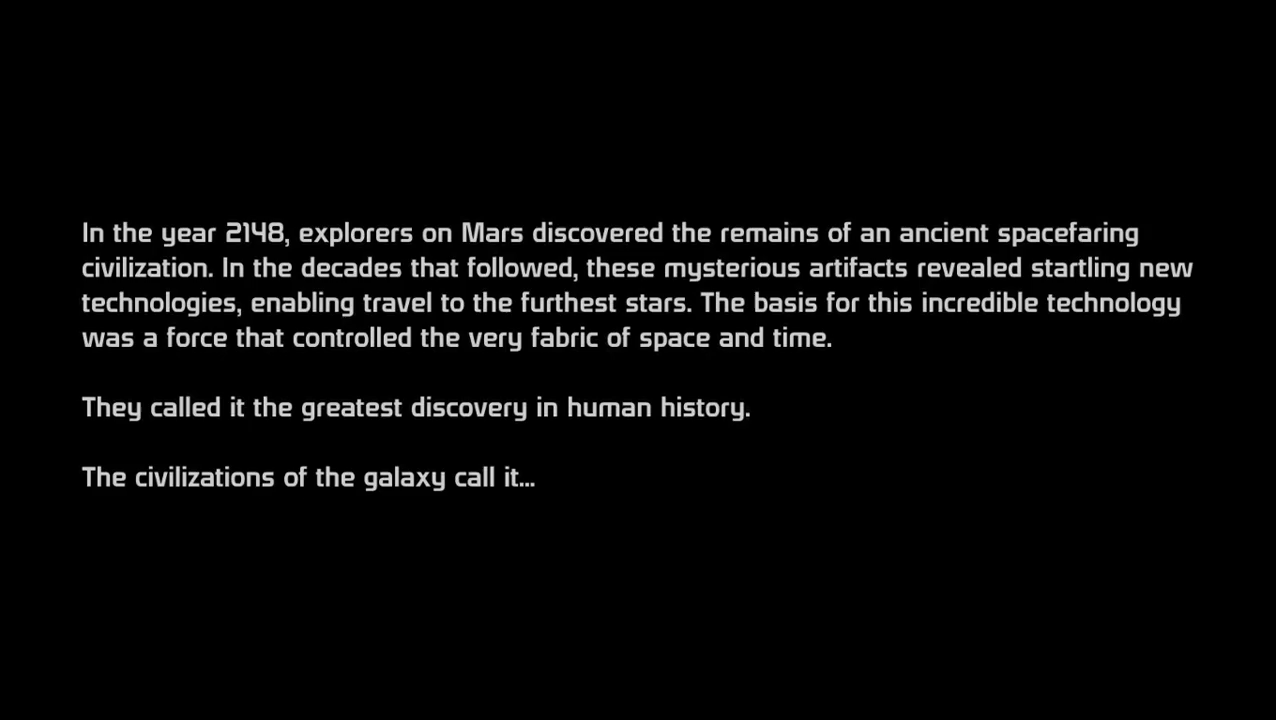 In the year 2148, explorers on Mars discovered the remains of an ancient spacefaring
civilization. In the decades that followed, these mysterious artifacts revealed startling new
technologies, enabling travel to the furthest stars. The basis for this incredible technology
was a force that controlled the very fabric of space and time.
They called it the greatest discovery in human history.
The civilizations of the galaxy call it...